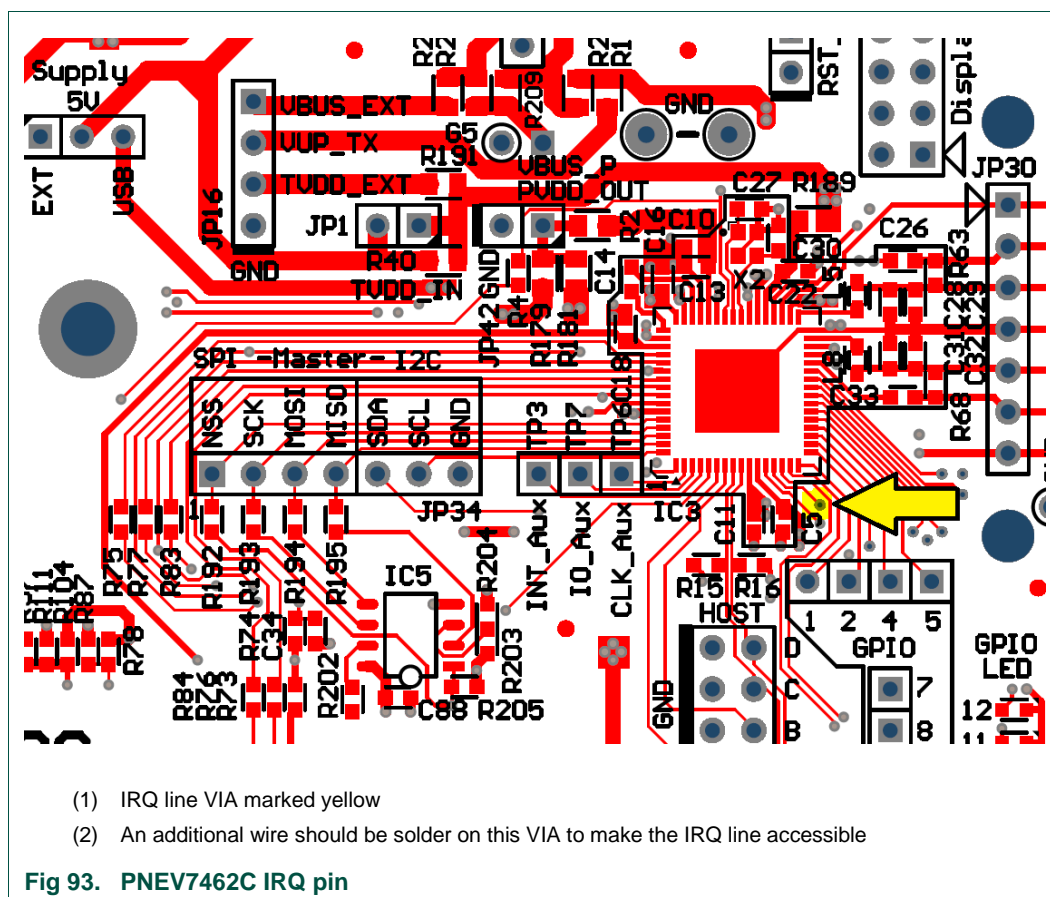 Supply
5V
EXT
USB
JP16
VBUS_EXT
VUP_TX
TVDD_EXT
GND
R209
G5
R191
VBUS_P
PVDD_OUT
GND
RST_
Displa
JP30
JP1
R40
TVDD_IN
JP42
GND
R4
R179
R181
C14
R2
C16
C10
C13
C27
R189
X2
C30
C22
L5
C26
R63
C28
C29
C31
C32
L8
C33
R68
C18
SPI -Master- I2C
NSS
SCK
MOSI
MISO
SDA
SCL
GND
TP3
TP7
TP6
1
JP34
1
IC3
C11
C5
R75
R77
R83
R192
R193
R194
R195
IC5
R204
INT_Aux
IO_Aux
CLK_Aux
R15
R16
HOST
1 2 4 5
GPIO
GPIO
LED
R104
R87
R78
R84
R76
R73
R74
C34
R202
R203
C88
R205
GND
D
C
B
7
8
12
11
(1) IRQ line VIA marked yellow
(2) An additional wire should be solder on this VIA to make the IRQ line accessible
Fig 93. PNEV7462C IRQ pin